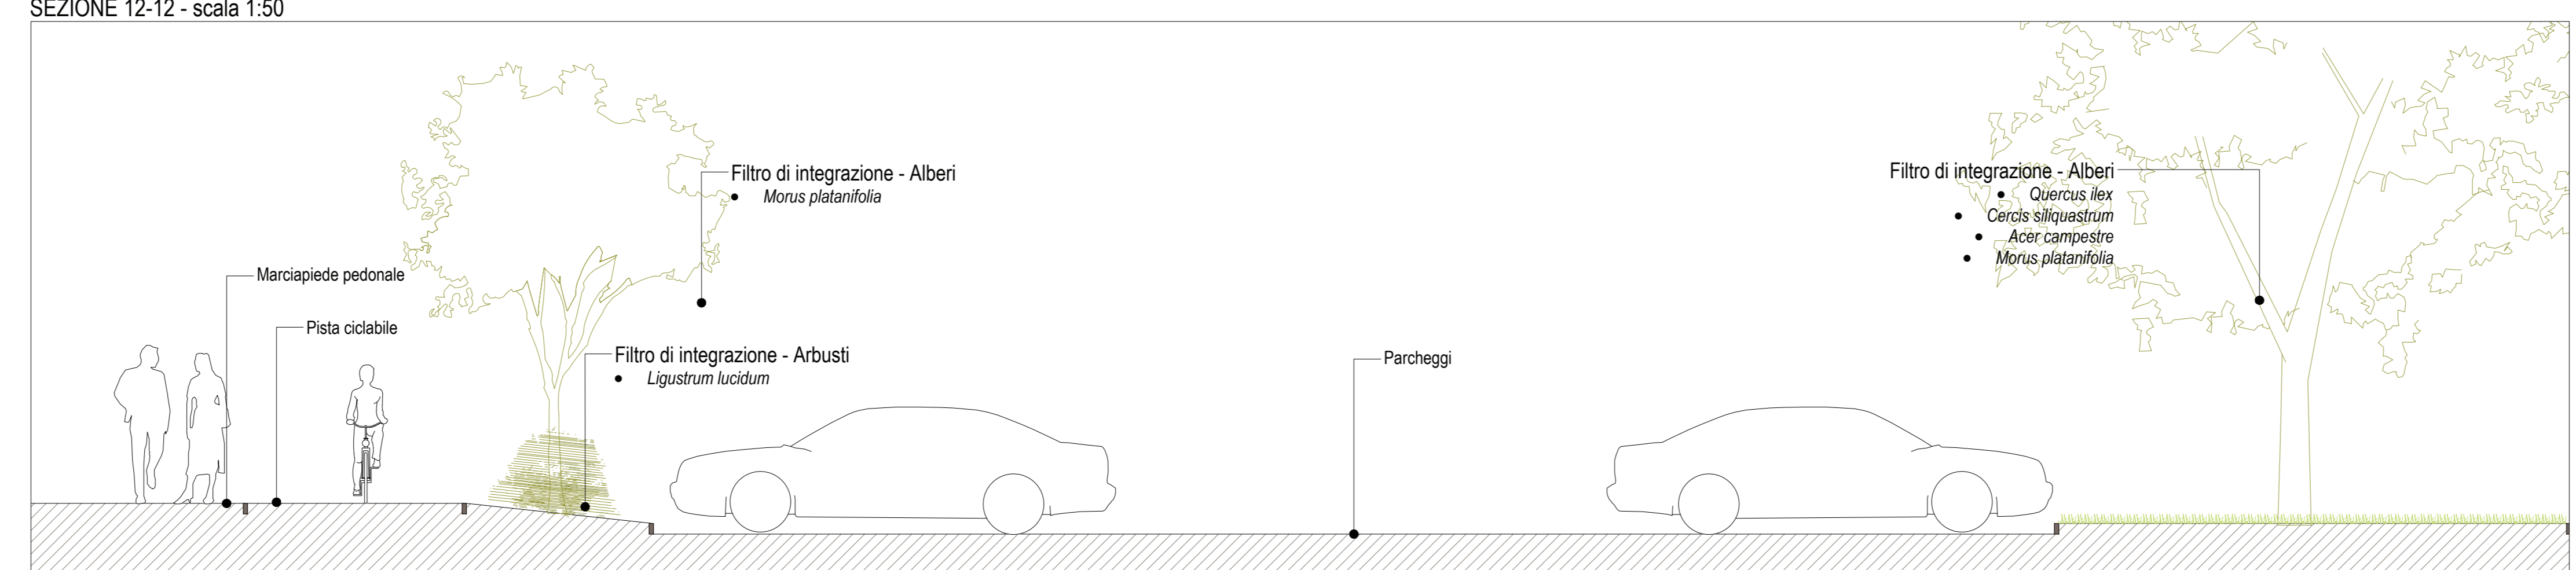 SEZIONE 12-12 - scala 1:50
Filtro di integrazione - Alberi
• Morus platanifolia
Filtro di integrazione - Alberi
• Quercus ilex
• Cercis siliquastrum
• Acer campestre
• Morus platanifolia
Marciapiede pedonale
Pista ciclabile
Filtro di integrazione - Arbusti
• Ligustrum lucidum
Parcheggi